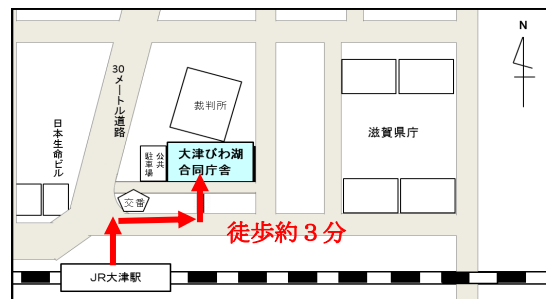 N
30メートル道路
裁判所
日本生命ビル
公共
駐車場
大津びわ湖
合同庁舎
滋賀県庁
交番
徒歩約３分
JR大津駅